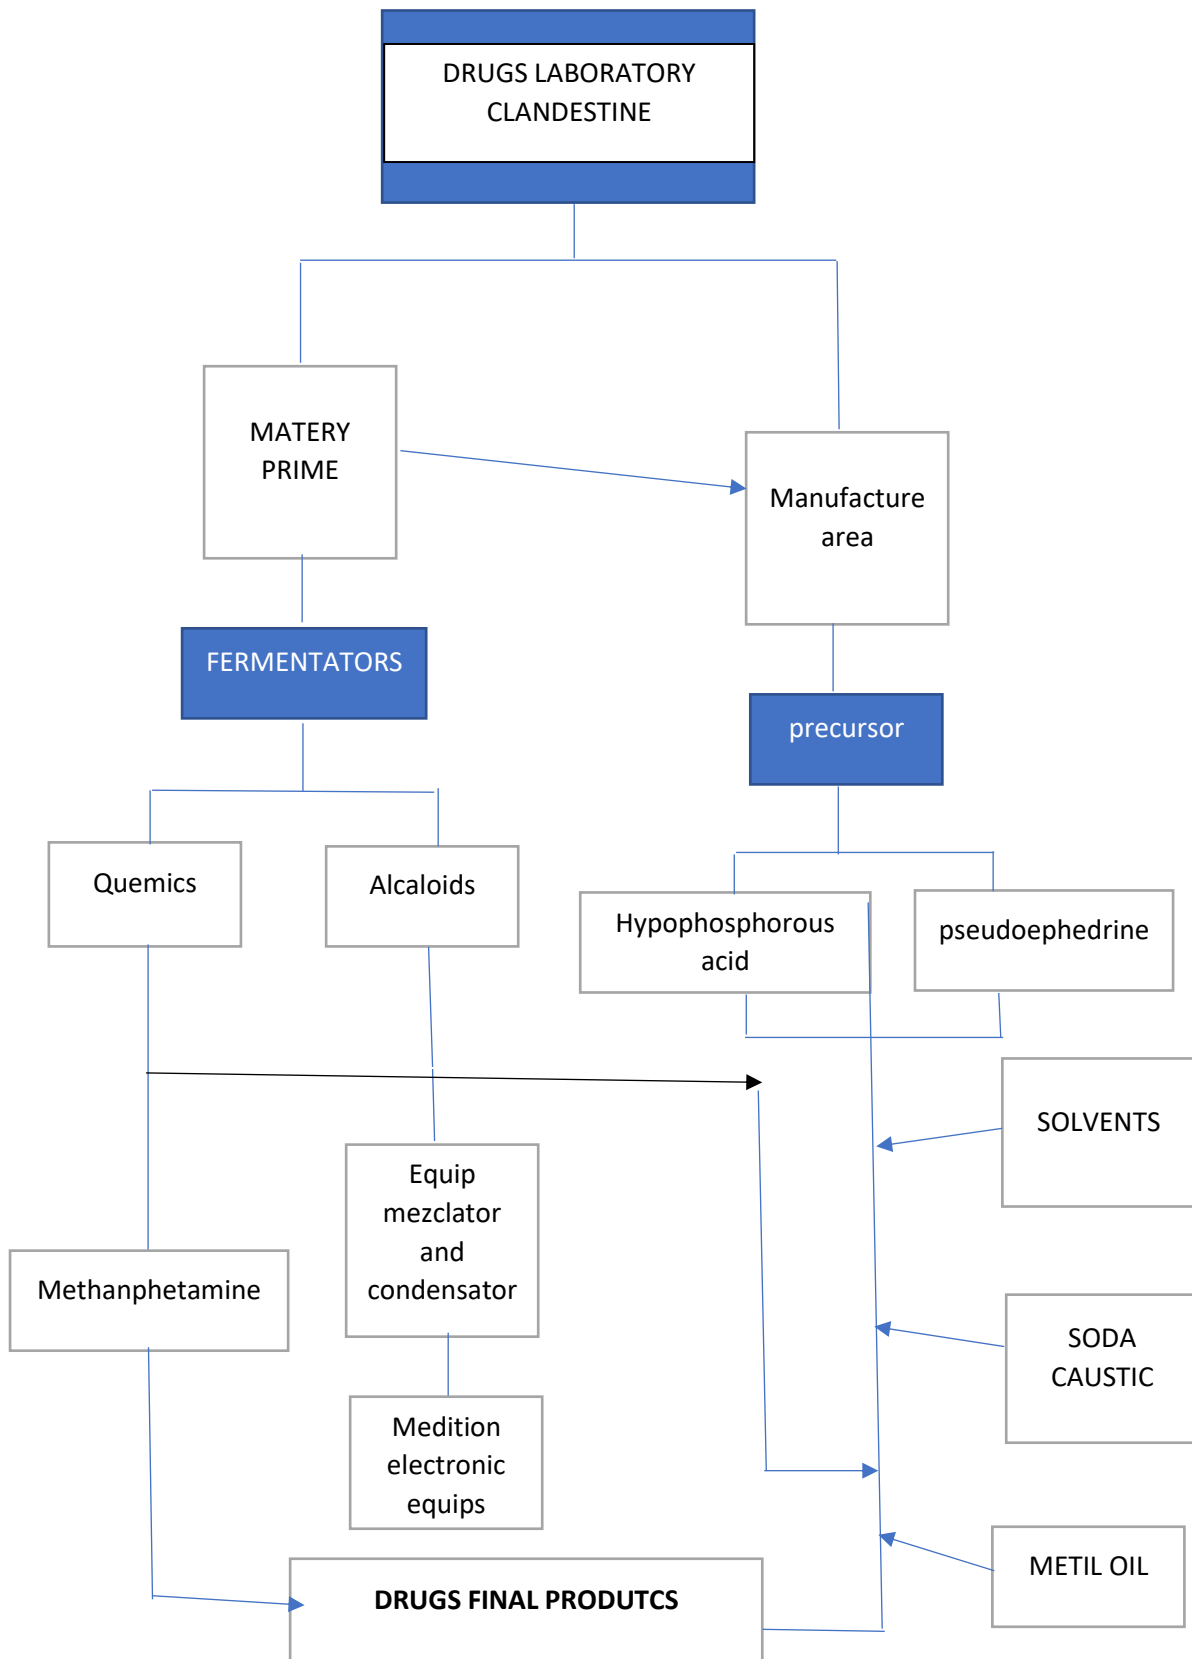 DRUGS LABORATORY
CLANDESTINE
MATERY
PRIME
Manufacture
area
FERMENTATORS
precursor
Quemics
Alcaloids
Hypophosphorous
acid
pseudoephedrine
SOLVENTS
Equip
mezclator
and
condensator
Methanphetamine
SODA
CAUSTIC
Medition
electronic
equips
METIL OIL
DRUGS FINAL PRODUTCS